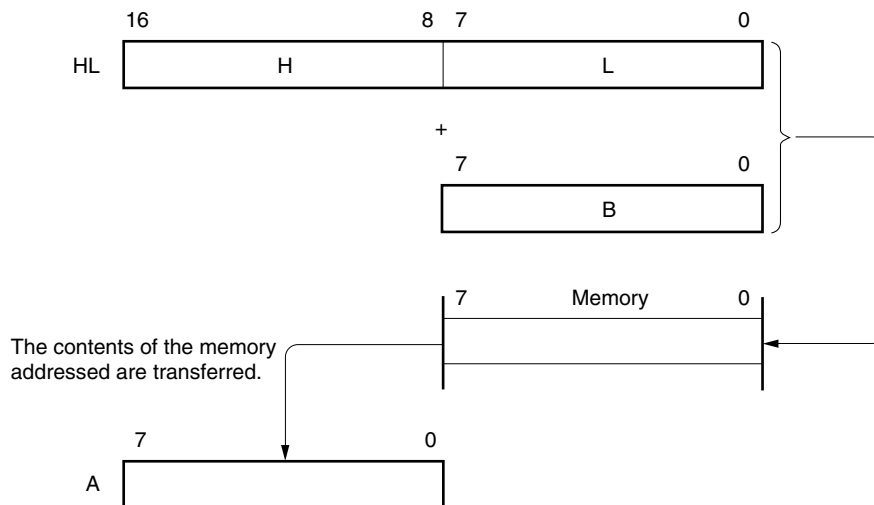 16 8 7 0
HL H L
+
7 0
B
7 Memory 0
The contents of the memory
addressed are transferred.
7 0
A